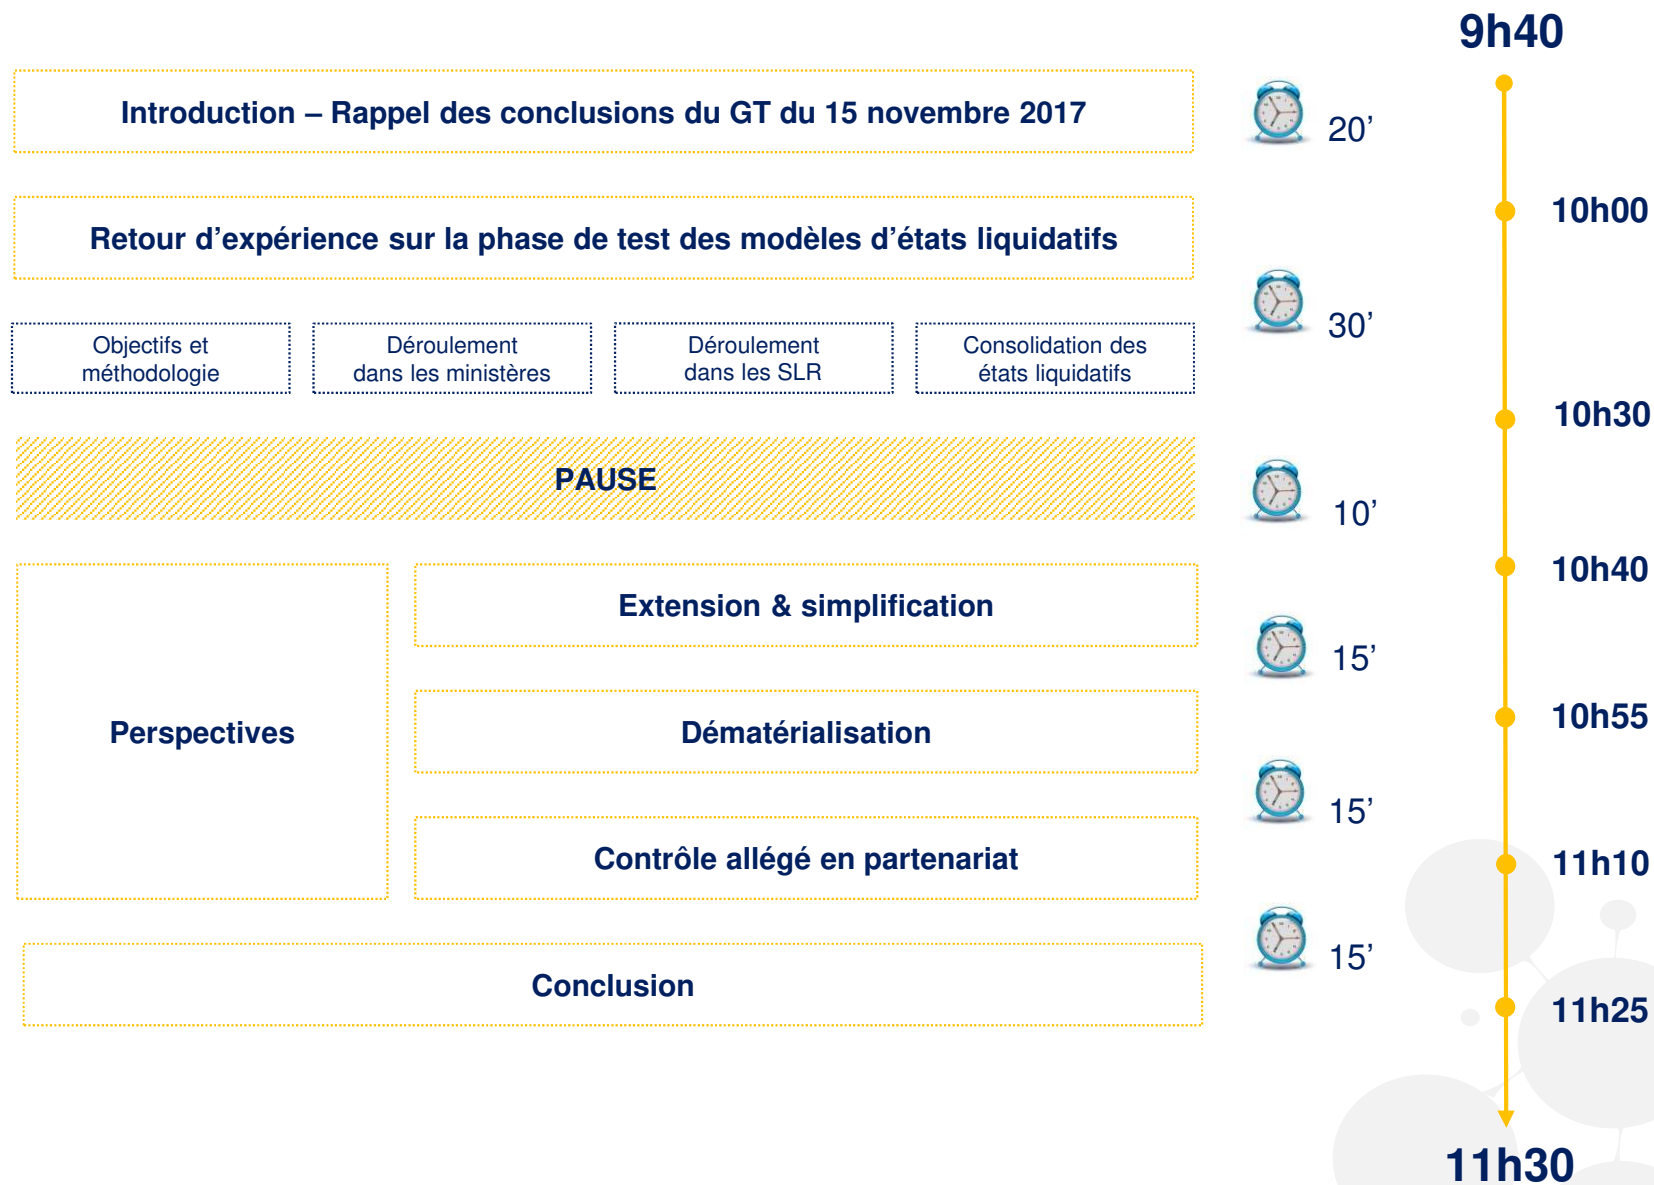 9h40
Introduction – Rappel des conclusions du GT du 15 novembre 2017
20’
10h00
Retour d’expérience sur la phase de test des modèles d’états liquidatifs
30’
Objectifs et
méthodologie
Déroulement
dans les ministères
Déroulement
dans les SLR
Consolidation des
états liquidatifs
10h30
PAUSE
10’
10h40
Perspectives
Extension & simplification
15’
10h55
Dématérialisation
15’
11h10
Contrôle allégé en partenariat
15’
11h25
Conclusion
11h30